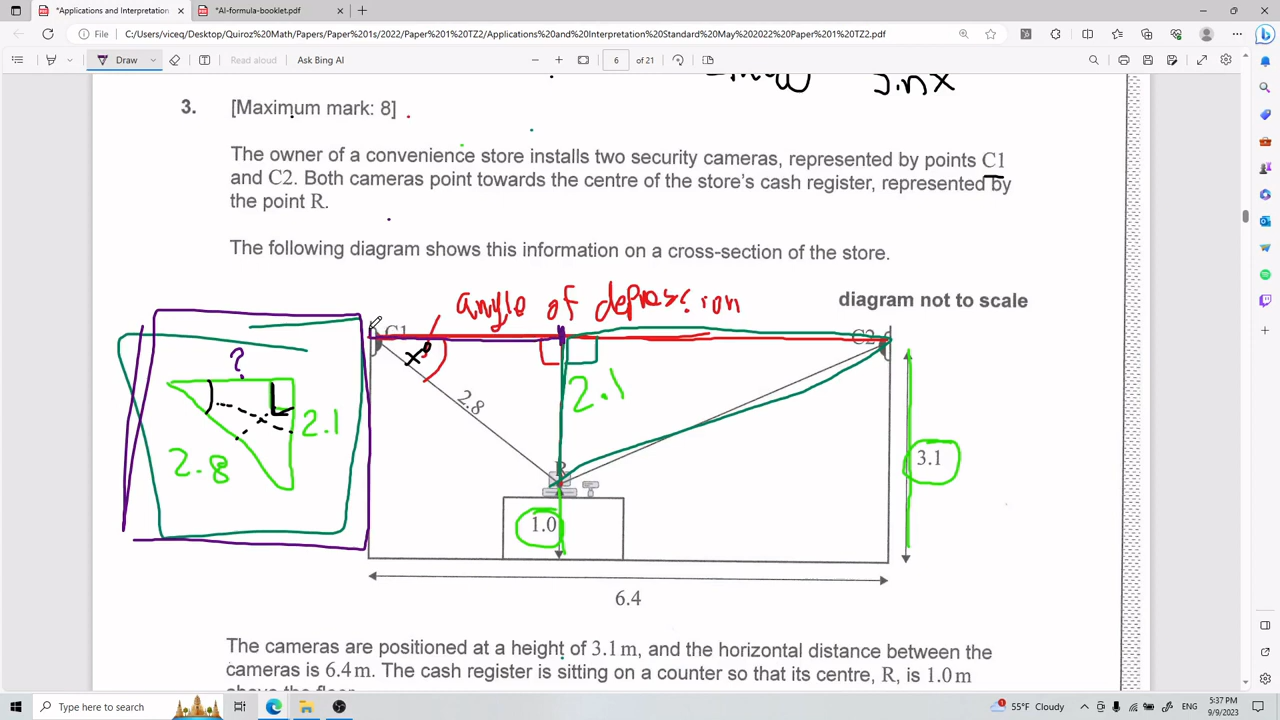 *Applications and Interpretation
*AI-formula-booklet.pdf
File
C:/Users/viceq/Quiroz%20Math/Papers/Paper%201s/2022/Paper%201%20TZ2/Applications%20and%20Interpretation%20Standard%20May%202022%20Paper%201%20TZ2.pdf
Draw
Read aloud
Ask Bing AI
6
of 21
sinx
3. [Maximum mark: 8]
The owner of a convenience store installs two security cameras, represented by points C1
and C2. Both cameras point towards the centre of the store's cash register, represented by
the point R.
The following diagram shows this information on a cross-section of the store.
diagram not to scale
angle of depression
C1
C2
x°
?
2.8
2.1
2.8
2.1
R
3.1
1.0
6.4
The cameras are positioned at a height of 3.1 m, and the horizontal distance between the
cameras is 6.4 m. The cash register is sitting on a counter so that its centre, R, is 1.0 m
above the floor.
Type here to search
55°F Cloudy
ENG
5:37 PM
9/9/2023